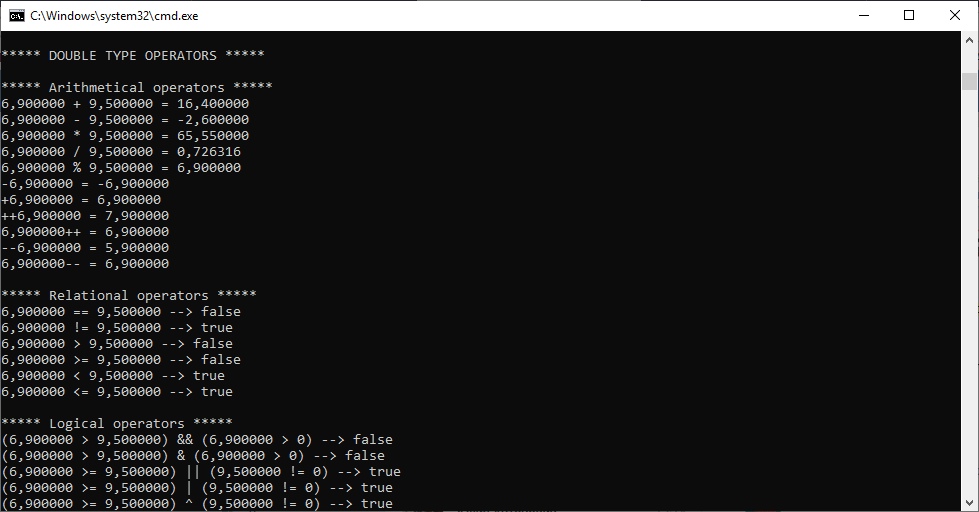 C:\Windows\system32\cmd.exe
***** DOUBLE TYPE OPERATORS *****
***** Arithmetical operators *****
6,900000 + 9,500000 = 16,400000
6,900000 - 9,500000 = -2,600000
6,900000 * 9,500000 = 65,550000
6,900000 / 9,500000 = 0,726316
6,900000 % 9,500000 = 6,900000
-6,900000 = -6,900000
+6,900000 = 6,900000
++6,900000 = 7,900000
6,900000++ = 6,900000
--6,900000 = 5,900000
6,900000-- = 6,900000
***** Relational operators *****
6,900000 == 9,500000 --> false
6,900000 != 9,500000 --> true
6,900000 > 9,500000 --> false
6,900000 >= 9,500000 --> false
6,900000 < 9,500000 --> true
6,900000 <= 9,500000 --> true
***** Logical operators *****
(6,900000 > 9,500000) && (6,900000 > 0) --> false
(6,900000 > 9,500000) & (6,900000 > 0) --> false
(6,900000 >= 9,500000) || (9,500000 != 0) --> true
(6,900000 >= 9,500000) | (9,500000 != 0) --> true
(6,900000 >= 9,500000) ^ (9,500000 != 0) --> true